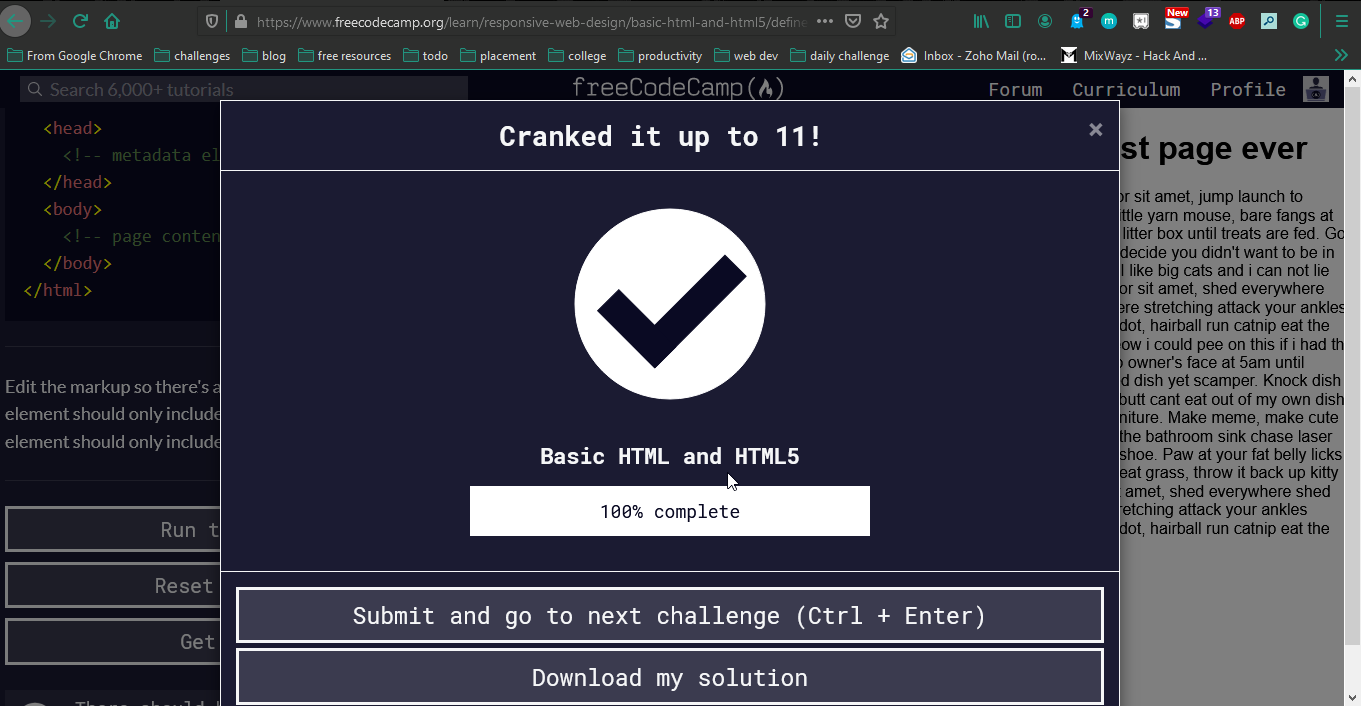 https://www.freecodecamp.org/learn/responsive-web-design/basic-html-and-html5/define
2
m
New
13
ABP
From Google Chrome challenges blog free resources todo placement college productivity web dev daily challenge Inbox - Zoho Mail (ro... MixWayz - Hack And ...
Search 6,000+ tutorials
freeCodeCamp
Forum Curriculum Profile
<head>
<!-- metadata el
</head>
<body>
<!-- page conten
</body>
</html>
Edit the markup so there's a
element should only include
element should only include
Run t
Reset
Get
Cranked it up to 11!
×
Basic HTML and HTML5
100% complete
Submit and go to next challenge (Ctrl + Enter)
Download my solution
st page ever
or sit amet, jump launch to
ittle yarn mouse, bare fangs at
litter box until treats are fed. Go
decide you didn't want to be in
I like big cats and i can not lie
or sit amet, shed everywhere
ere stretching attack your ankles
dot, hairball run catnip eat the
ow i could pee on this if i had th
owner's face at 5am until
d dish yet scamper. Knock dish
butt cant eat out of my own dish
niture. Make meme, make cute
the bathroom sink chase laser
shoe. Paw at your fat belly licks
eat grass, throw it back up kitty
amet, shed everywhere shed
retching attack your ankles
dot, hairball run catnip eat the